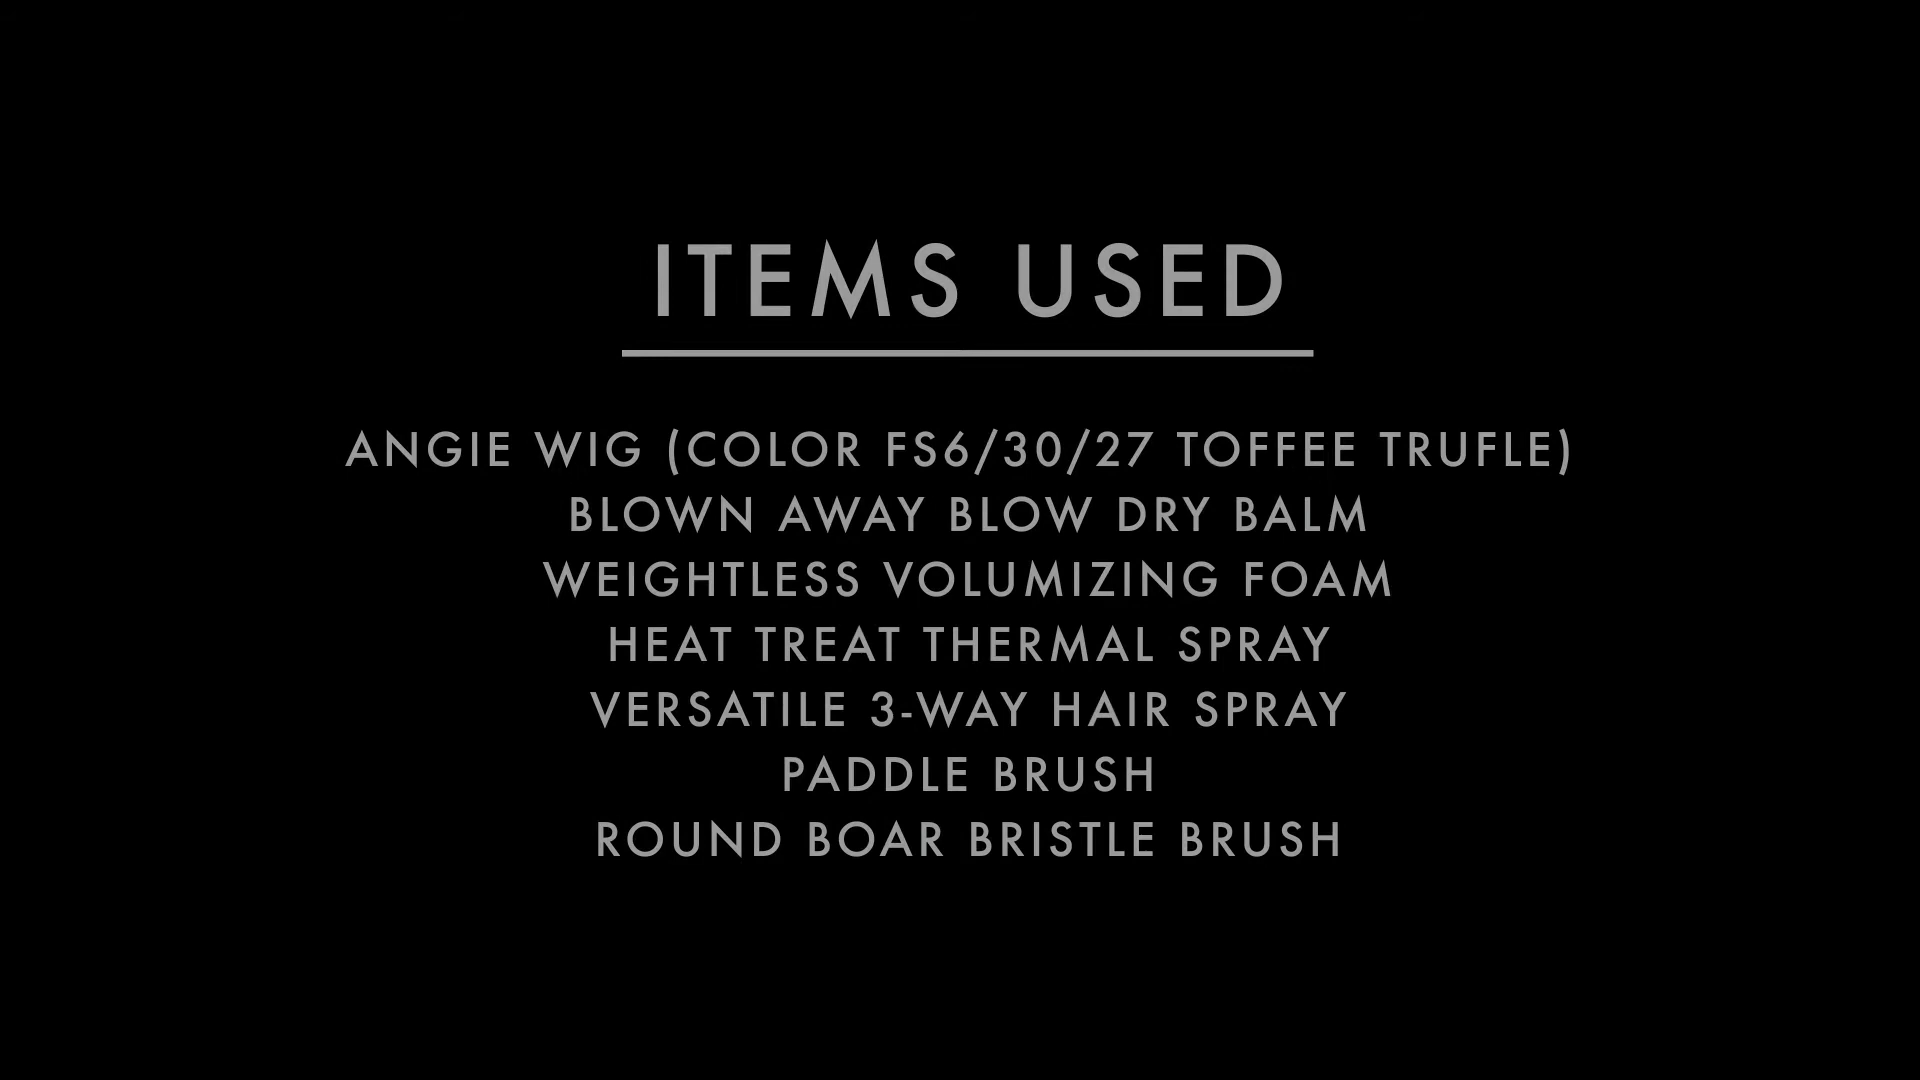 ITEMS USED
ANGIE WIG (COLOR FS6/30/27 TOFFEE TRUFLE)
BLOWN AWAY BLOW DRY BALM
WEIGHTLESS VOLUMIZING FOAM
HEAT TREAT THERMAL SPRAY
VERSATILE 3-WAY HAIR SPRAY
PADDLE BRUSH
ROUND BOAR BRISTLE BRUSH